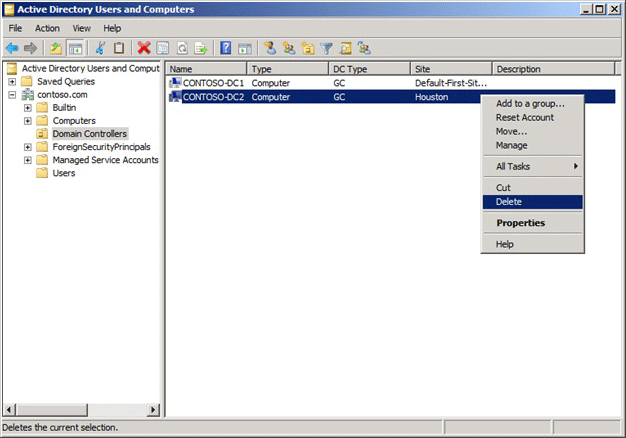 Active Directory Users and Computers
File Action View Help
Active Directory Users and Comput
Saved Queries
contoso.com
Builtin
Computers
Domain Controllers
ForeignSecurityPrincipals
Managed Service Accounts
Users
Name Type DC Type Site Description
CONTOSO-DC1 Computer GC Default-First-Sit...
CONTOSO-DC2 Computer GC Houston
Add to a group...
Reset Account
Move...
Manage
All Tasks
Cut
Delete
Properties
Help
Deletes the current selection.